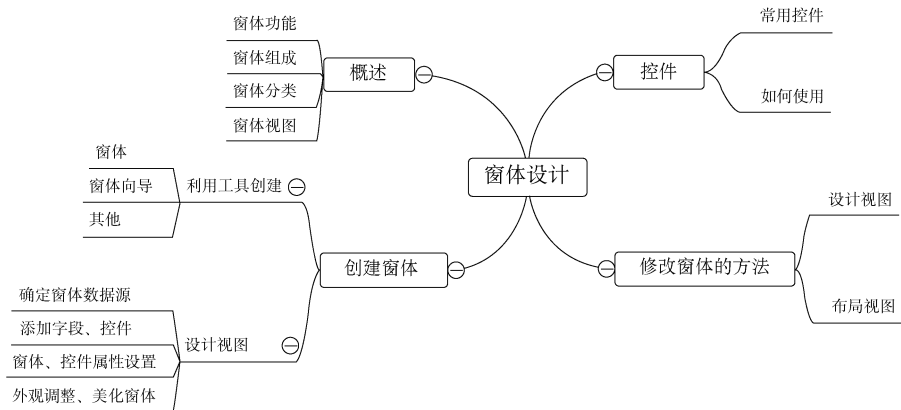 窗体设计
概述
窗体功能
窗体组成
窗体分类
窗体视图
控件
常用控件
如何使用
创建窗体
利用工具创建
窗体
窗体向导
其他
设计视图
确定窗体数据源
添加字段、控件
窗体、控件属性设置
外观调整、美化窗体
修改窗体的方法
设计视图
布局视图